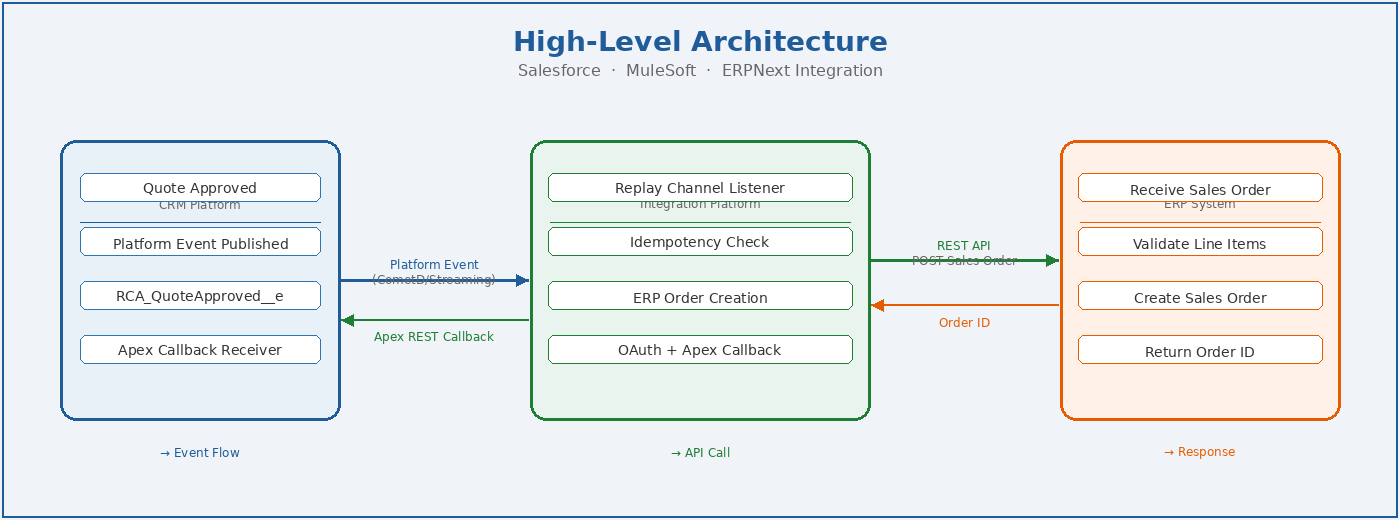 High-Level Architecture
Salesforce · MuleSoft · ERPNext Integration
Quote Approved
CRM Platform
Platform Event Published
RCA_QuoteApproved__e
Apex Callback Receiver
Platform Event
(CometD/Streaming)
Apex REST Callback
Replay Channel Listener
Integration Platform
Idempotency Check
ERP Order Creation
OAuth + Apex Callback
REST API
POST Sales Order
Order ID
Receive Sales Order
ERP System
Validate Line Items
Create Sales Order
Return Order ID
→ Event Flow
→ API Call
→ Response